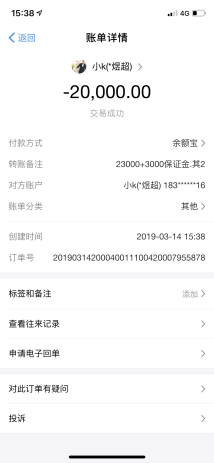 15:38
4G
返回
账单详情
小k(*煜超)
-20,000.00
交易成功
付款方式 余额宝
转账备注 23000+3000保证金.其2
对方账户 小k(*煜超) 183******16
账单分类 其他
创建时间 2019-03-14 15:38
订单号 20190314200040011100420007955878
标签和备注 添加
查看往来记录
申请电子回单
对此订单有疑问
投诉